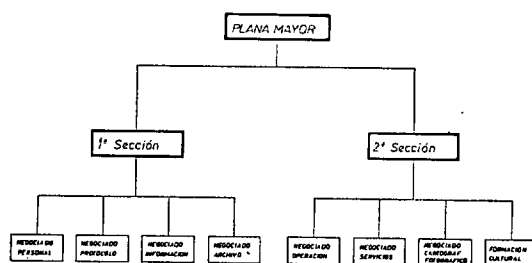 PLANA MAYOR
1ª Sección
2ª Sección
NEGOCIADO
PERSONAL
NEGOCIADO
PROTOCOLO
NEGOCIADO
INFORMACION
NEGOCIADO
ARCHIVO
NEGOCIADO
OPERACION
NEGOCIADO
SERVICIOS
NEGOCIADO
FORMACION
CULTURAL